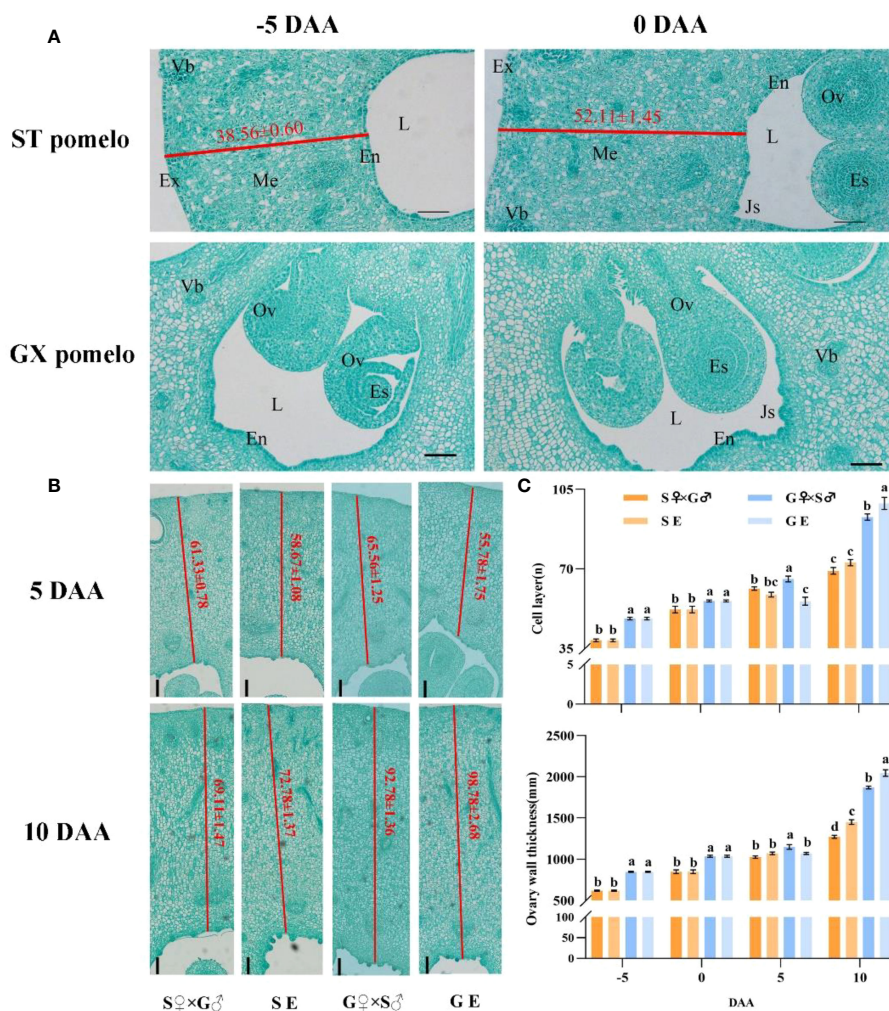 A
-5 DAA
0 DAA
ST pomelo
Vb
38.56±0.60
L
En
Ex
Me
Ex
En
Ov
52.11±1.45
L
Me
Es
Vb
Js
GX pomelo
Vb
Ov
Ov
Es
L
En
Ov
Vb
Es
L
Js
En
B
5 DAA
61.33±0.78
58.67±1.08
65.56±1.25
55.78±1.75
10 DAA
69.11±1.47
72.78±1.37
92.78±1.36
98.78±2.68
S♀×G♂
S E
G♀×S♂
G E
C
S♀×G♂
G♀×S♂
S E
G E
Cell layer(n)
105
70
35
5
0
b b a a
b b a a
b bc a c
c c b a
Ovary wall thickness(mm)
2500
2000
1500
1000
500
100
50
0
b b a a
b b a a
b b a b
d c b a
-5
0
5
10
DAA